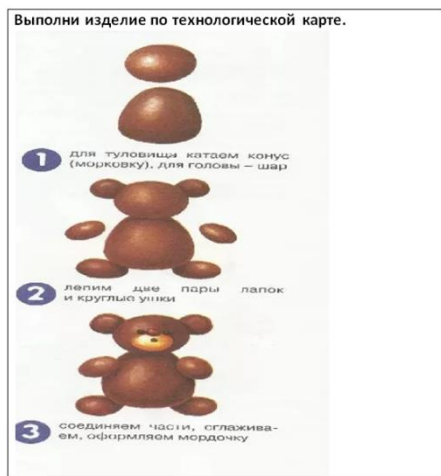 Выполни изделие по технологической карте.
1 для туловища катаем конус
(морковку), для головы – шар
2 лепим две пары лапок
и круглые ушки
3 соединяем части, сглажива-
ем, оформляем мордочку